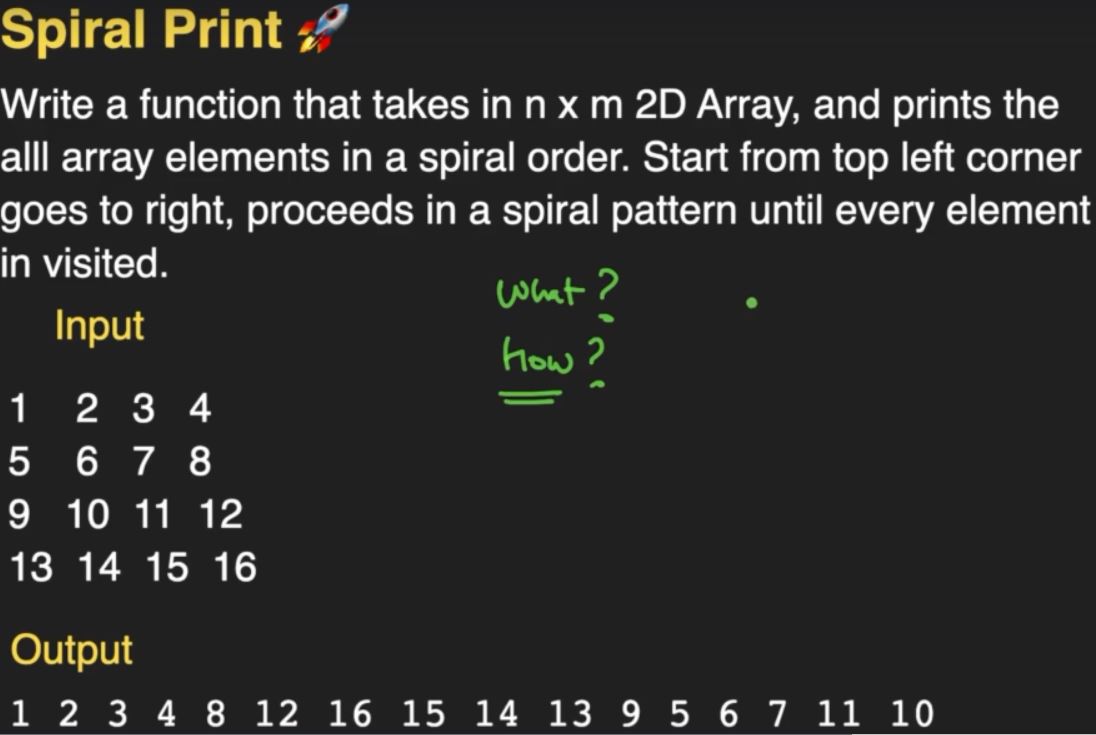 Spiral Print 🚀
Write a function that takes in n x m 2D Array, and prints the
alll array elements in a spiral order. Start from top left corner
goes to right, proceeds in a spiral pattern until every element
in visited.
What?
How?
Input
1 2 3 4
5 6 7 8
9 10 11 12
13 14 15 16
Output
1 2 3 4 8 12 16 15 14 13 9 5 6 7 11 10